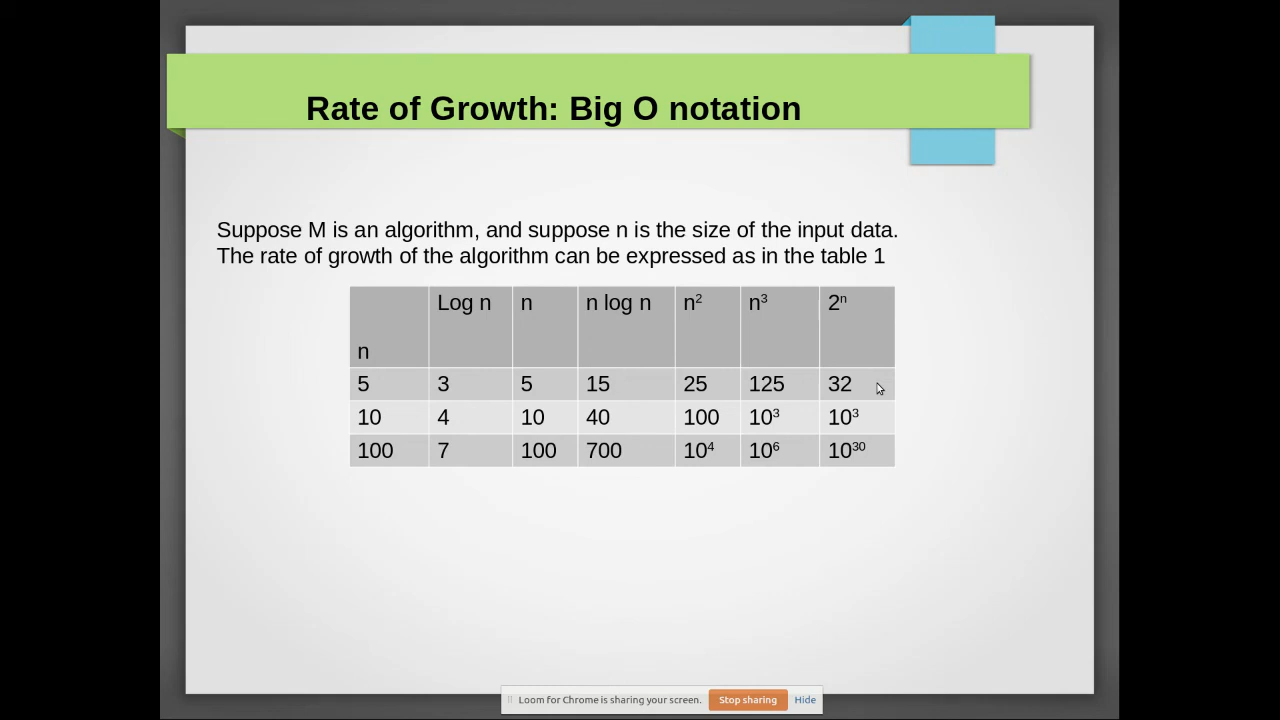 Rate of Growth: Big O notation
Suppose M is an algorithm, and suppose n is the size of the input data.
The rate of growth of the algorithm can be expressed as in the table 1
n Log n n n log n n² n³ 2ⁿ
5 3 5 15 25 125 32
10 4 10 40 100 10³ 10³
100 7 100 700 10⁴ 10⁶ 10³⁰
Loom for Chrome is sharing your screen. Stop sharing Hide